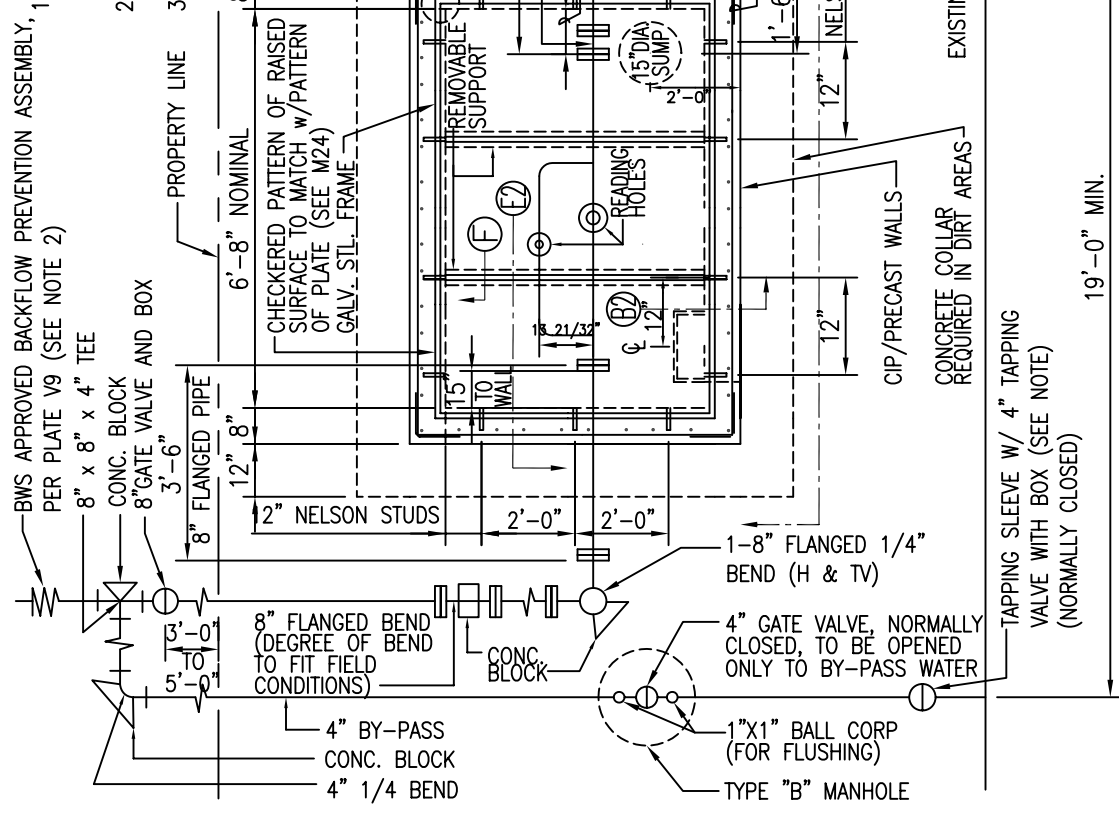 BWS APPROVED BACKFLOW PREVENTION ASSEMBLY,
PER PLATE V9 (SEE NOTE 2)
8" x 8" x 4" TEE
CONC. BLOCK
8"GATE VALVE AND BOX
3'-6"
8" FLANGED PIPE
PROPERTY LINE
6'-8" NOMINAL
8"
12"
CHECKERED PATTERN OF RAISED
SURFACE TO MATCH w/PATTERN
OF PLATE (SEE M24)
GALV. STL. FRAME
REMOVABLE
SUPPORT
15"DIA.
SUMP
2'-0"
1'-6"
NELS
12"
EXISTIN
READING
HOLES
F
F2
B2
12"
13 21/32"
℄
15"
TO
WALL
12"
CIP/PRECAST WALLS
CONCRETE COLLAR
REQUIRED IN DIRT AREAS
19'-0" MIN.
TAPPING SLEEVE W/ 4" TAPPING
VALVE WITH BOX (SEE NOTE)
(NORMALLY CLOSED)
2" NELSON STUDS
2'-0"
2'-0"
1-8" FLANGED 1/4"
BEND (H & TV)
3'-0"
TO
5'-0"
8" FLANGED BEND
(DEGREE OF BEND
TO FIT FIELD
CONDITIONS)
CONC.
BLOCK
4" GATE VALVE, NORMALLY
CLOSED, TO BE OPENED
ONLY TO BY-PASS WATER
4" BY-PASS
CONC. BLOCK
4" 1/4 BEND
1"X1" BALL CORP
(FOR FLUSHING)
TYPE "B" MANHOLE